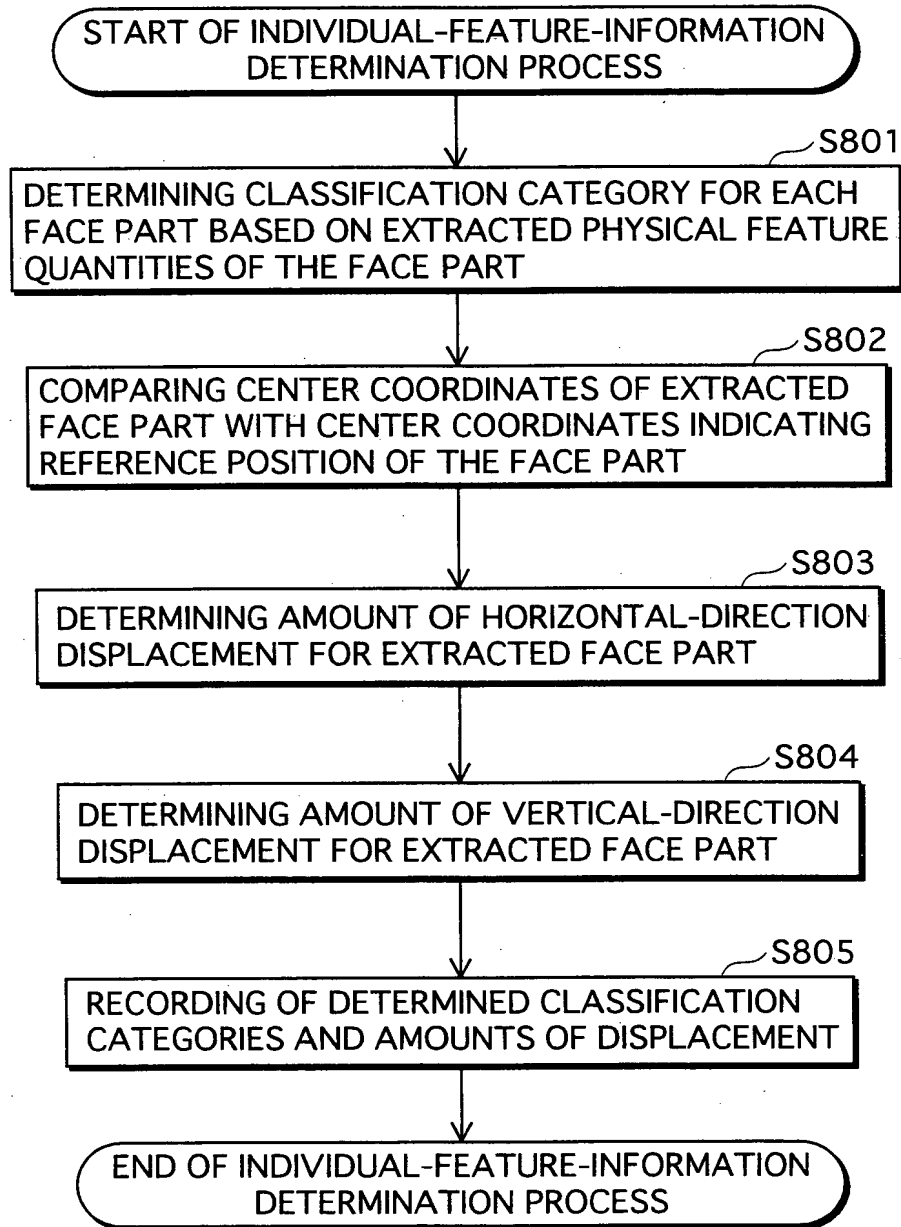 START OF INDIVIDUAL-FEATURE-INFORMATION
DETERMINATION PROCESS
S801
DETERMINING CLASSIFICATION CATEGORY FOR EACH
FACE PART BASED ON EXTRACTED PHYSICAL FEATURE
QUANTITIES OF THE FACE PART
S802
COMPARING CENTER COORDINATES OF EXTRACTED
FACE PART WITH CENTER COORDINATES INDICATING
REFERENCE POSITION OF THE FACE PART
S803
DETERMINING AMOUNT OF HORIZONTAL-DIRECTION
DISPLACEMENT FOR EXTRACTED FACE PART
S804
DETERMINING AMOUNT OF VERTICAL-DIRECTION
DISPLACEMENT FOR EXTRACTED FACE PART
S805
RECORDING OF DETERMINED CLASSIFICATION
CATEGORIES AND AMOUNTS OF DISPLACEMENT
END OF INDIVIDUAL-FEATURE-INFORMATION
DETERMINATION PROCESS